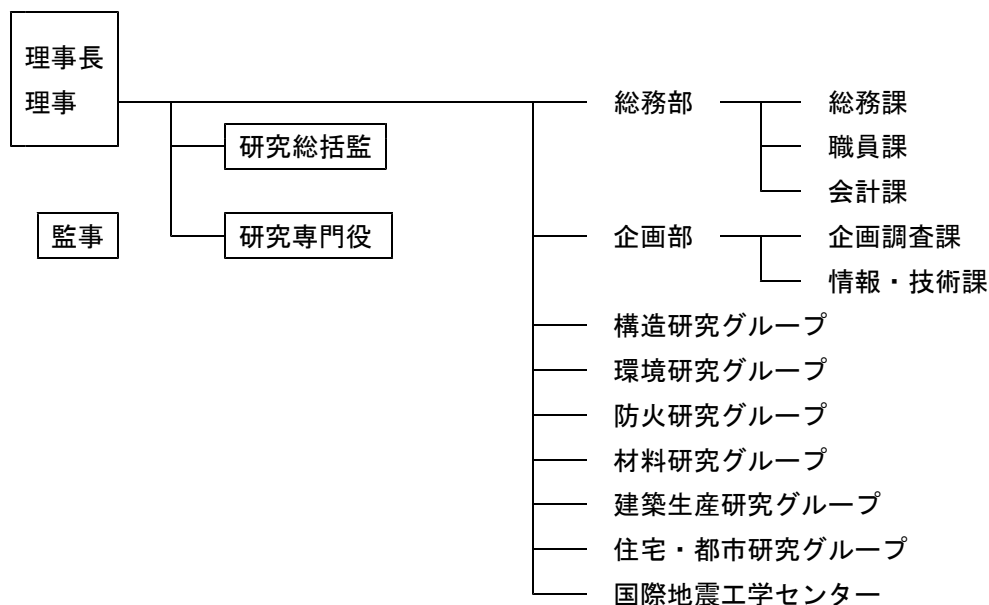 理事長
理事
総務部
総務課
研究総括監
職員課
会計課
監事
研究専門役
企画部
企画調査課
情報・技術課
構造研究グループ
環境研究グループ
防火研究グループ
材料研究グループ
建築生産研究グループ
住宅・都市研究グループ
国際地震工学センター